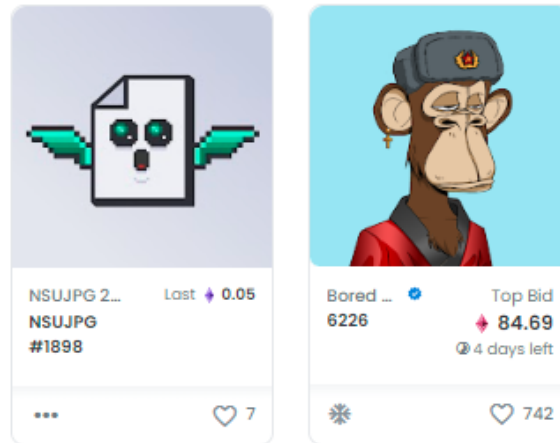 NSUJPG 2... Last 0.05
NSUJPG
#1898
7
Bored ... Top Bid
6226 84.69
4 days left
742